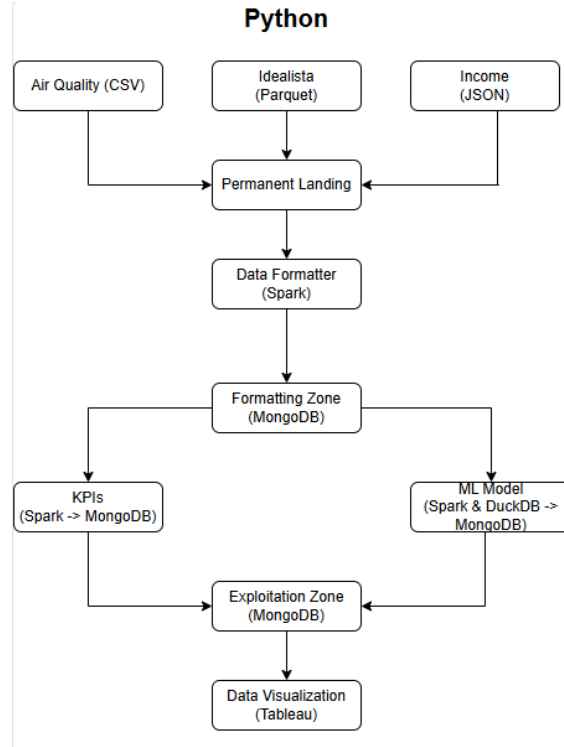 Python
Air Quality (CSV)
Idealista
(Parquet)
Income
(JSON)
Permanent Landing
Data Formatter
(Spark)
Formatting Zone
(MongoDB)
KPIs
(Spark -> MongoDB)
ML Model
(Spark & DuckDB ->
MongoDB)
Exploitation Zone
(MongoDB)
Data Visualization
(Tableau)